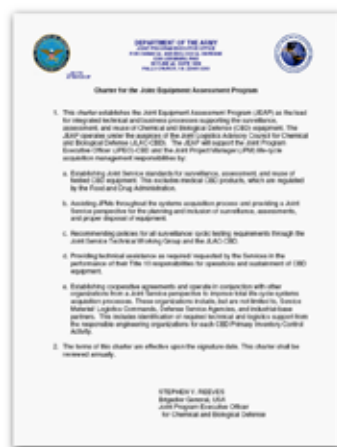 DEPARTMENT OF THE ARMY
JOINT PROGRAM EXECUTIVE OFFICE
FOR CHEMICAL AND BIOLOGICAL DEFENSE
FALLS CHURCH, VA
Charter for the Joint Equipment Assessment Program
1. This charter establishes the Joint Equipment Assessment Program (JEAP) as the lead
for integrated technical and business processes supporting the surveillance,
assessment, and reuse of Chemical and Biological Defense (CBD) equipment. The
JEAP operates under the auspices of the Joint Logistics Advisory Council for Chemical
and Biological Defense (JLAC-CBD). The JEAP will support the Joint Program
Executive Officer (JPEO)-CBD and the Joint Project Manager (JPM) life-cycle
acquisition management responsibilities by:
a. Establishing Joint Service standards for surveillance, assessment, and reuse of
fielded CBD equipment. This excludes medical CBD products, which are regulated
by the Food and Drug Administration.
b. Assisting JPMs throughout the systems acquisition process and providing a Joint
Service perspective for the planning and inclusion of surveillance, assessments,
and proper disposal of equipment.
c. Recommending policies for all surveillance/cyclic testing requirements through the
Joint Service Technical Working Group and the JLAC-CBD.
d. Providing technical assistance as required/requested by the Services in the
performance of their Title 10 responsibilities for operations and sustainment of CBD
equipment.
e. Establishing cooperative agreements and operate in conjunction with other
organizations from a Joint Service perspective to improve total life cycle systems
acquisition processes. These organizations include, but are not limited to, Service
Materiel/Logistics Commands, Defense Service Agencies, and industrial-base
partners. This includes identification of required technical and logistics support from
the responsible engineering organizations for each CBD Primary Inventory Control
Activity.
2. The terms of this charter are effective upon the signature date. This charter shall be
reviewed annually.
STEPHEN V. REEVES
Brigadier General, USA
Joint Program Executive Officer
for Chemical and Biological Defense